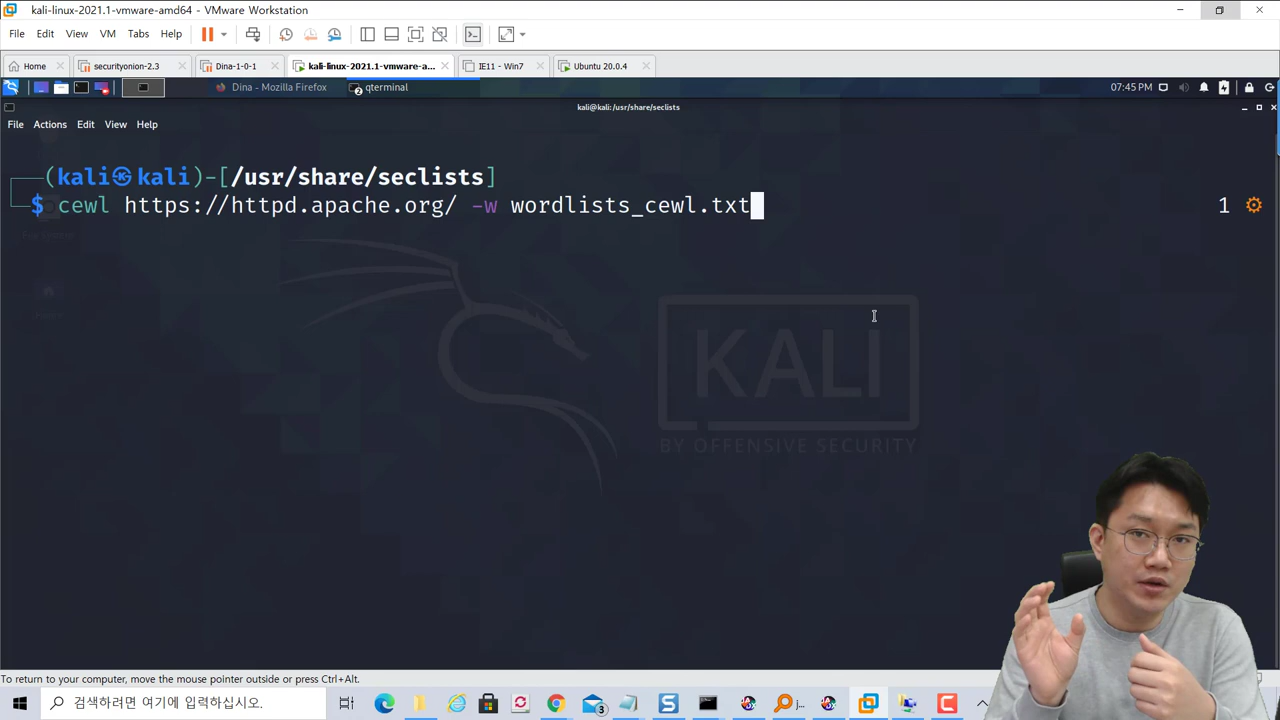 kali-linux-2021.1-vmware-amd64 - VMware Workstation
File Edit View VM Tabs Help
Home securityonion-2.3 Dina-1-0-1 kali-linux-2021.1-vmware-a... IE11 - Win7 Ubuntu 20.0.4
Dina - Mozilla Firefox 2 qterminal 07:45 PM
kali@kali:/usr/share/seclists
File Actions Edit View Help
(kali㉿kali)-[/usr/share/seclists]
$ cewl https://httpd.apache.org/ -w wordlists_cewl.txt 1
KALI
BY OFFENSIVE SECURITY
To return to your computer, move the mouse pointer outside or press Ctrl+Alt.
검색하려면 여기에 입력하십시오. 3